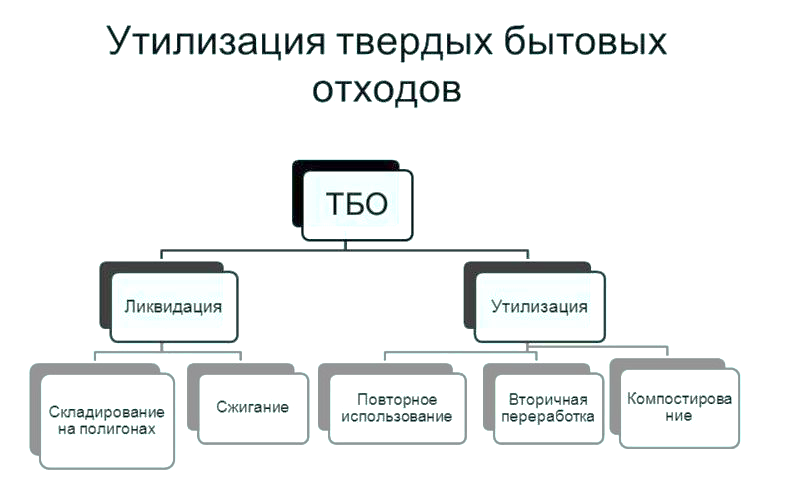 Утилизация твердых бытовых
отходов
ТБО
Ликвидация
Утилизация
Складирование
на полигонах
Сжигание
Повторное
использование
Вторичная
переработка
Компостирова
ние